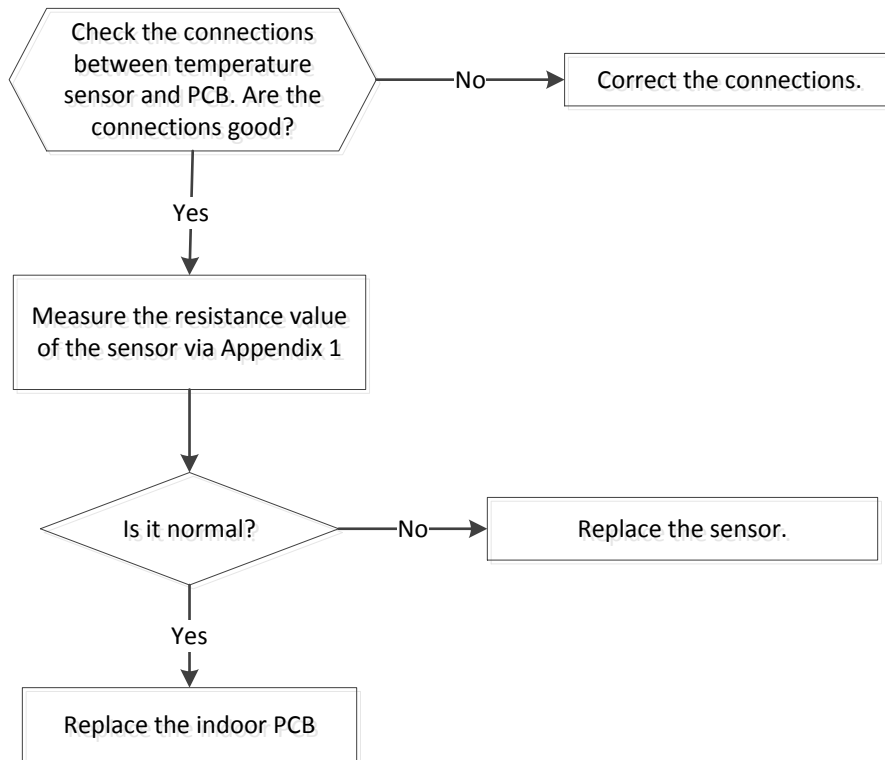 Check the connections
between temperature
sensor and PCB. Are the
connections good?
No
Correct the connections.
Yes
Measure the resistance value
of the sensor via Appendix 1
Is it normal?
No
Replace the sensor.
Yes
Replace the indoor PCB